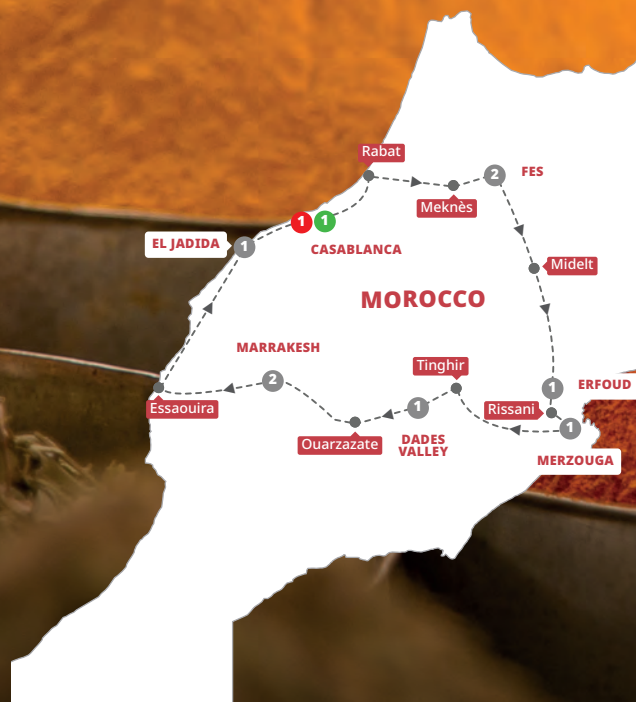 Rabat
2
FES
Meknès
1
1
EL JADIDA
1
CASABLANCA
Midelt
MOROCCO
MARRAKESH
2
Tinghir
1
ERFOUD
Essaouira
1
Rissani
1
Ouarzazate
DADES
VALLEY
MERZOUGA